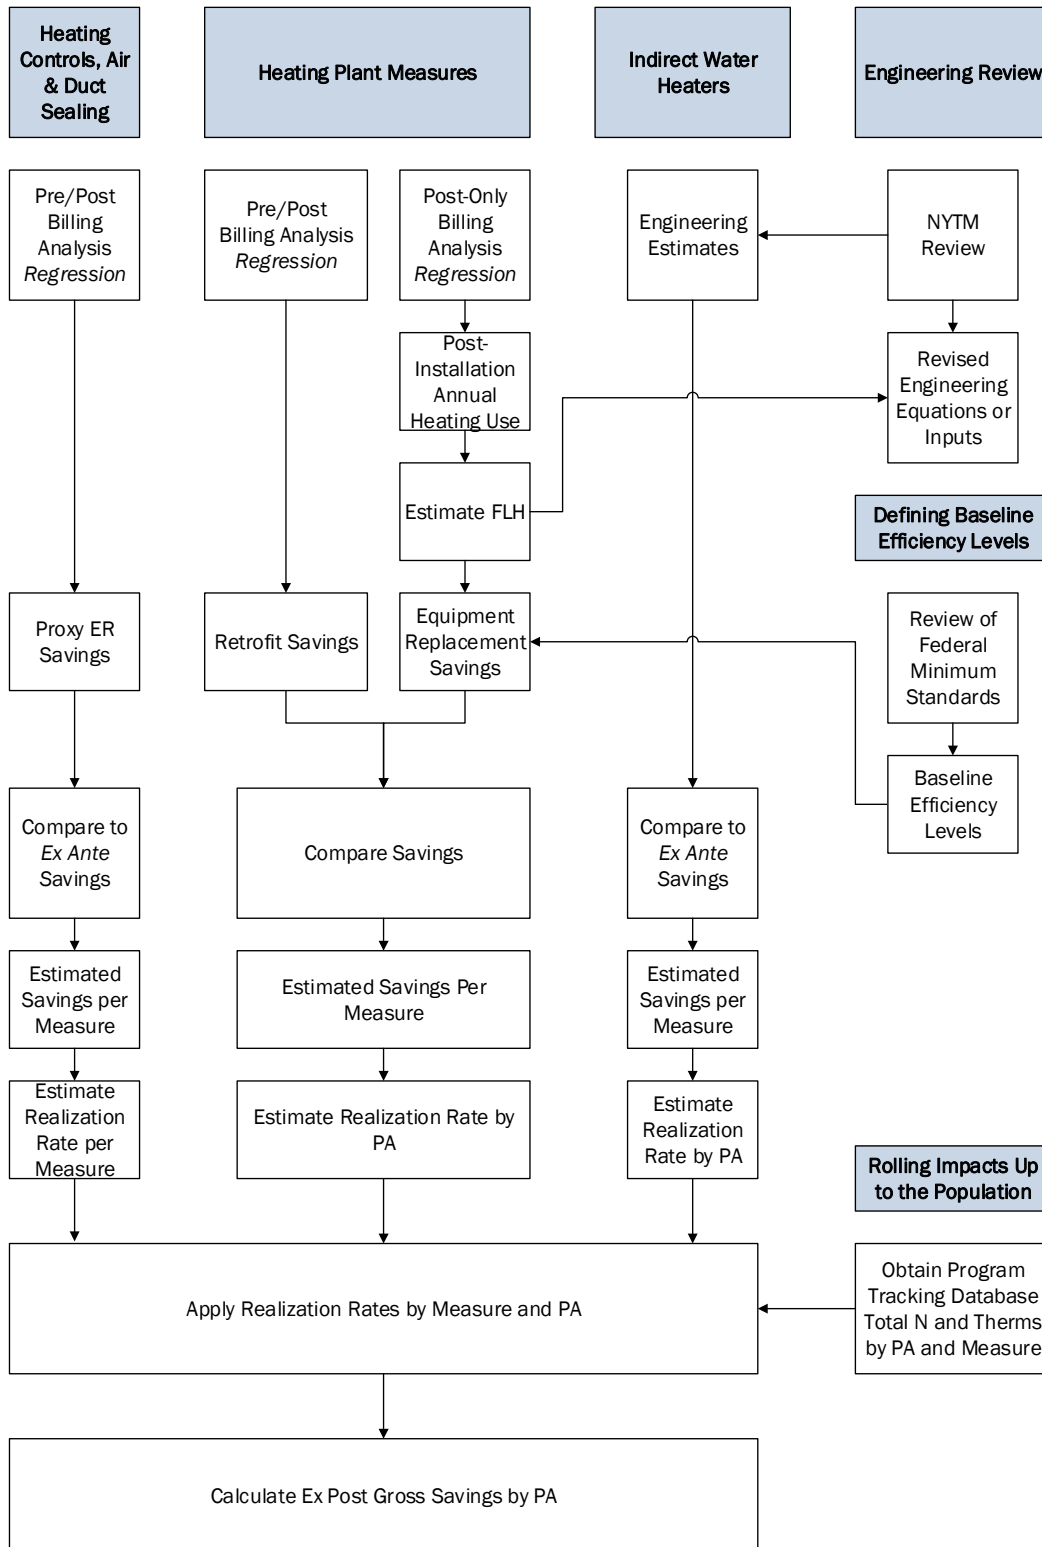 Heating
Controls, Air
& Duct
Sealing
Heating Plant Measures
Indirect Water
Heaters
Engineering Review
Pre/Post
Billing
Analysis
Regression
Pre/Post
Billing Analysis
Regression
Post-Only
Billing
Analysis
Regression
Engineering
Estimates
NYTM
Review
Post-
Installation
Annual
Heating Use
Revised
Engineering
Equations or
Inputs
Estimate FLH
Defining Baseline
Efficiency Levels
Proxy ER
Savings
Retrofit Savings
Equipment
Replacement
Savings
Review of
Federal
Minimum
Standards
Baseline
Efficiency
Levels
Compare to
Ex Ante
Savings
Compare Savings
Compare to
Ex Ante
Savings
Estimated
Savings per
Measure
Estimated Savings Per
Measure
Estimated
Savings per
Measure
Estimate
Realization
Rate per
Measure
Estimate Realization Rate by
PA
Estimate
Realization
Rate by PA
Rolling Impacts Up
to the Population
Apply Realization Rates by Measure and PA
Obtain Program
Tracking Database
Total N and Therms
by PA and Measure
Calculate Ex Post Gross Savings by PA